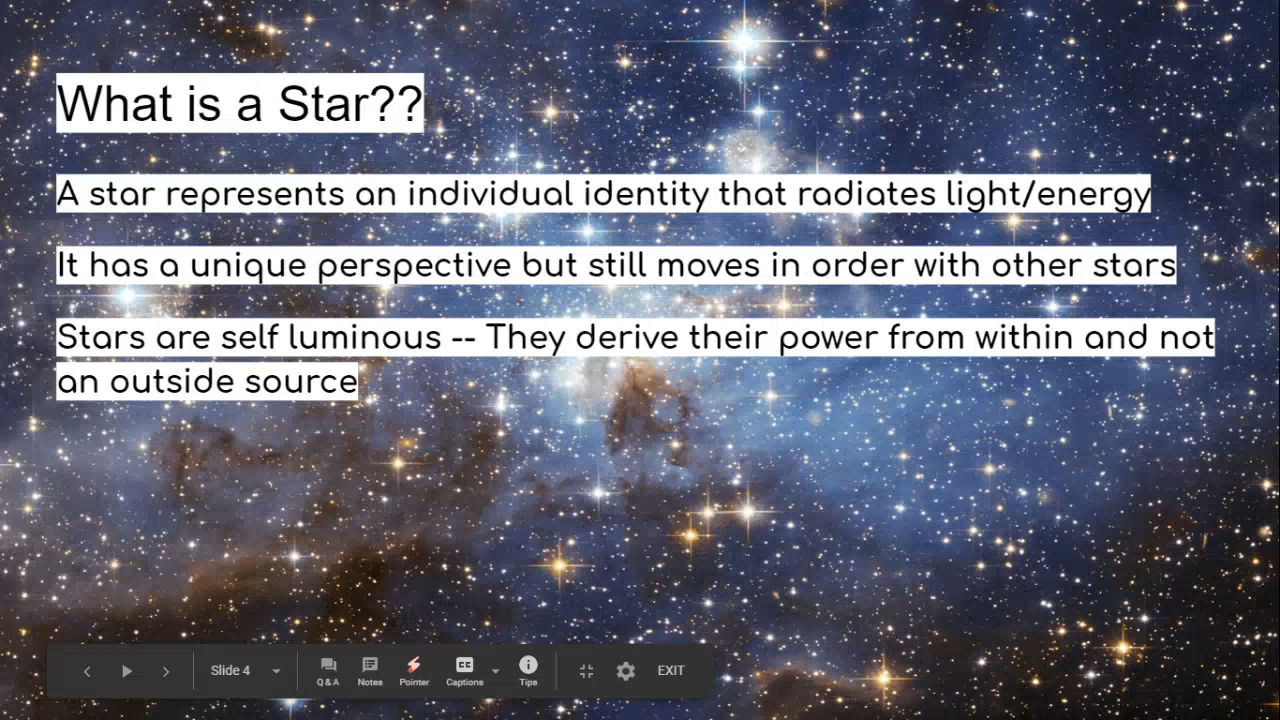 What is a Star??
A star represents an individual identity that radiates light/energy
It has a unique perspective but still moves in order with other stars
Stars are self luminous -- They derive their power from within and not
an outside source
Slide 4
Q & A
Notes
Pointer
CC
Captions
Tips
EXIT